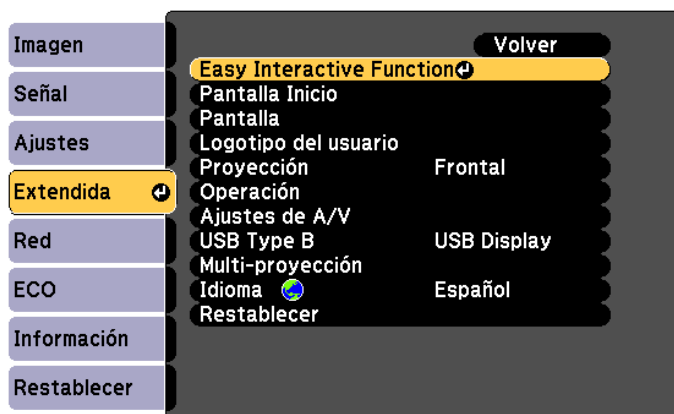 Imagen
Señal
Ajustes
Extendida
Red
ECO
Información
Restablecer
Volver
Easy Interactive Function
Pantalla Inicio
Pantalla
Logotipo del usuario
Proyección Frontal
Operación
Ajustes de A/V
USB Type B USB Display
Multi-proyección
Idioma Español
Restablecer